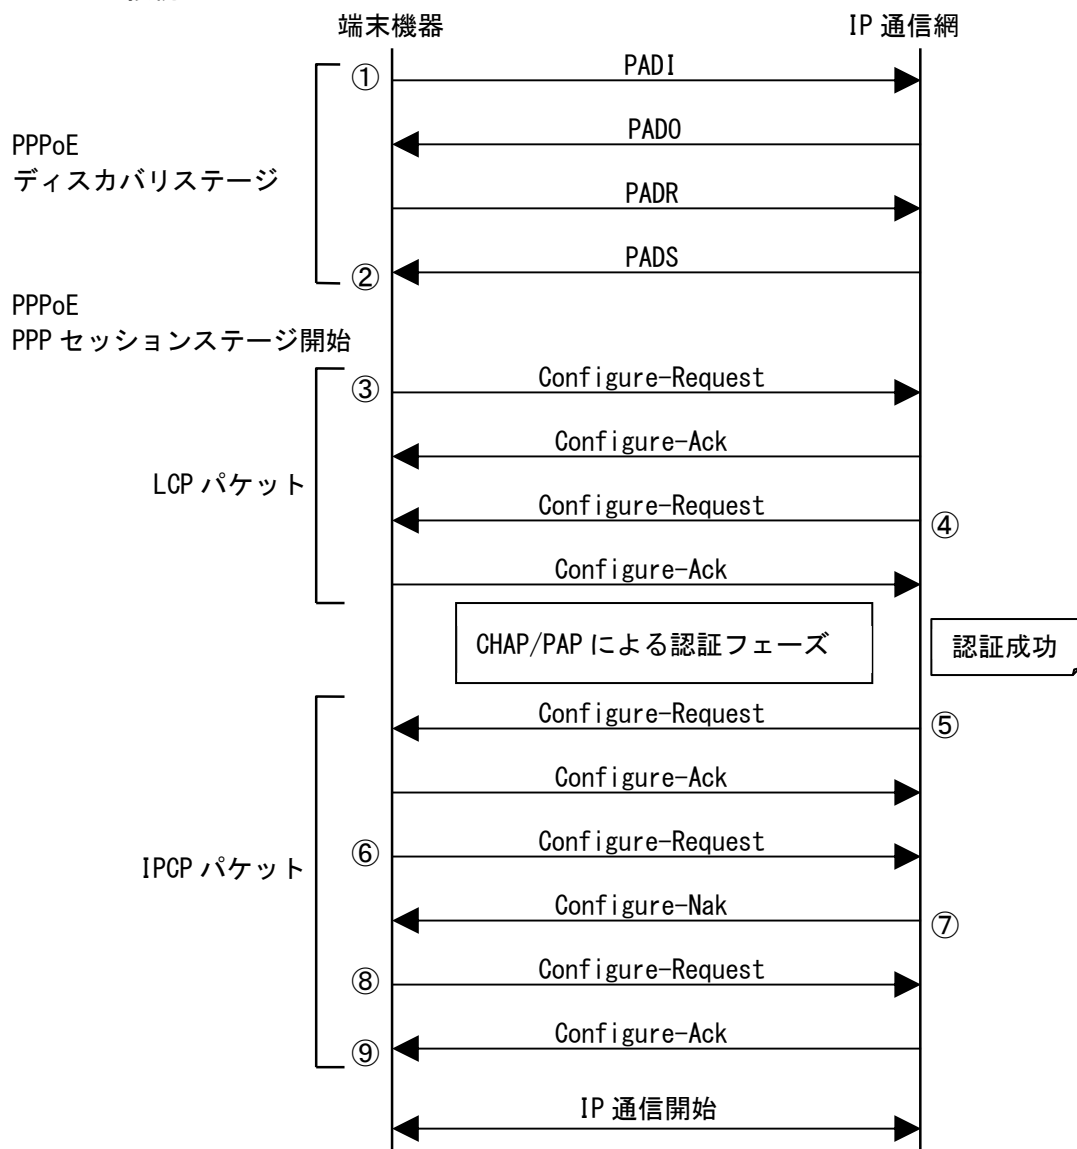 端末機器
IP 通信網
①
PADI
PADO
PPPoE
ディスカバリステージ
PADR
PADS
②
PPPoE
PPP セッションステージ開始
③
Configure-Request
Configure-Ack
LCP パケット
Configure-Request
④
Configure-Ack
CHAP/PAP による認証フェーズ
認証成功
Configure-Request
⑤
Configure-Ack
⑥
Configure-Request
IPCP パケット
Configure-Nak
⑦
⑧
Configure-Request
Configure-Ack
⑨
IP 通信開始